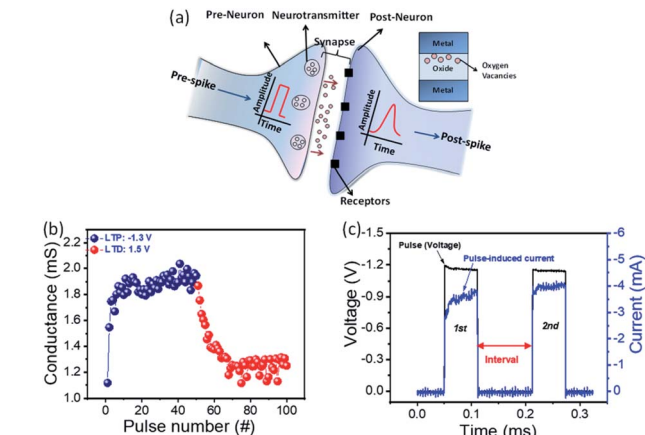 (a)
Pre-Neuron
Neurotransmitter
Post-Neuron
Synapse
Metal
Oxide
Metal
Oxygen
Vacancies
Pre-spike
Amplitude
Time
Amplitude
Time
Post-spike
Receptors
(b)
LTP: -1.3 V
LTD: 1.5 V
Conductance (mS)
2.2
2.0
1.8
1.6
1.4
1.2
1.0
0 20 40 60 80 100
Pulse number (#)
(c)
Pulse (Voltage)
Pulse-induced current
1st
2nd
Interval
Voltage (V)
-1.5
-1.2
-0.9
-0.6
-0.3
0.0
Current (mA)
-6
-5
-4
-3
-2
-1
0
0.0 0.1 0.2 0.3
Time (ms)